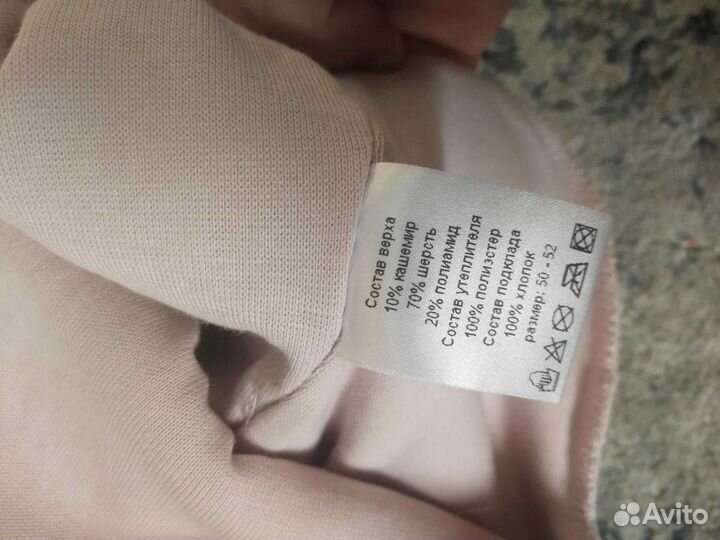 Состав верха
10% кашемир
70% шерсть
20% полиамид
Состав утеплителя
100% полиэстер
Состав подклада
100% хлопок
размер: 50 - 52
Avito